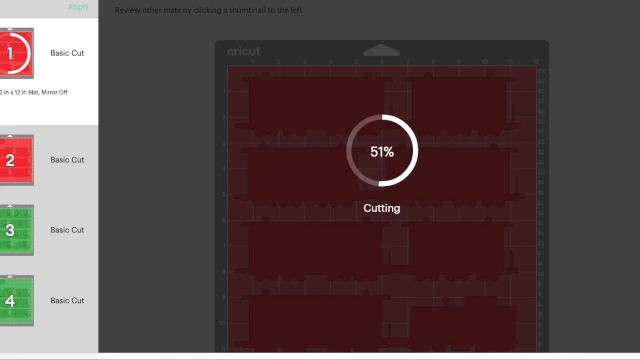 Apply
Review other mats by clicking a thumbnail to the left.
1
Basic Cut
2 in x 12 in Mat, Mirror Off
2
Basic Cut
3
Basic Cut
4
Basic Cut
cricut
51%
Cutting